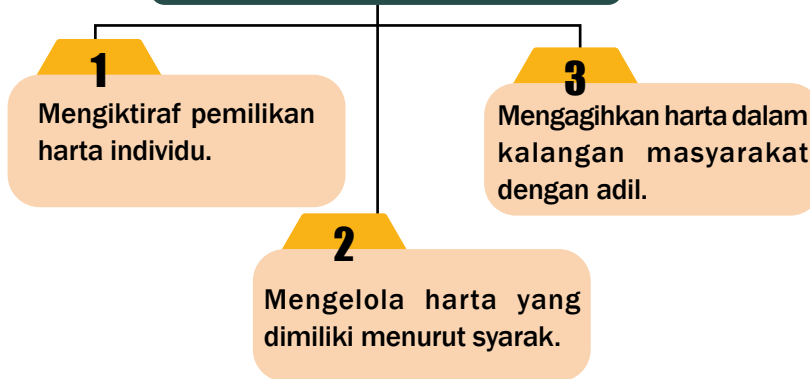 1
Mengiktiraf pemilikan
harta individu.
2
Mengelola harta yang
dimiliki menurut syarak.
3
Mengagihkan harta dalam
kalangan masyarakat
dengan adil.